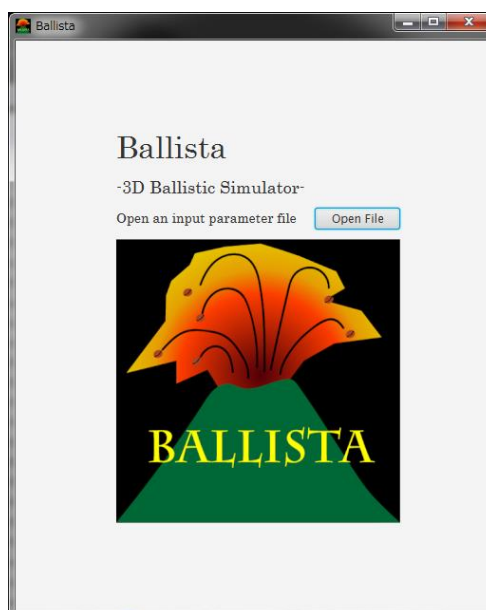 Ballista
Ballista
-3D Ballistic Simulator-
Open an input parameter file
Open File
BALLISTA